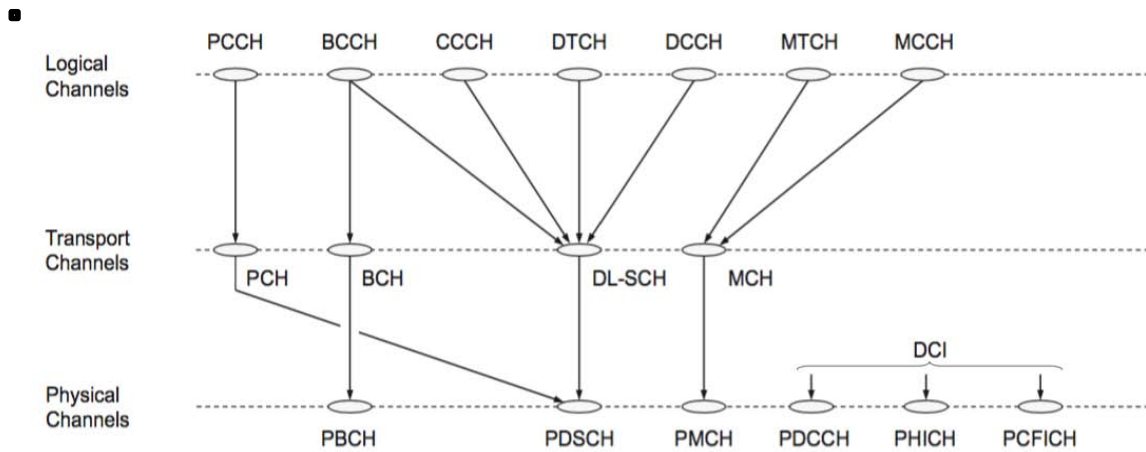 PCCH BCCH CCCH DTCH DCCH MTCH MCCH
Logical
Channels
Transport
Channels
PCH BCH DL-SCH MCH
DCI
Physical
Channels
PBCH PDSCH PMCH PDCCH PHICH PCFICH